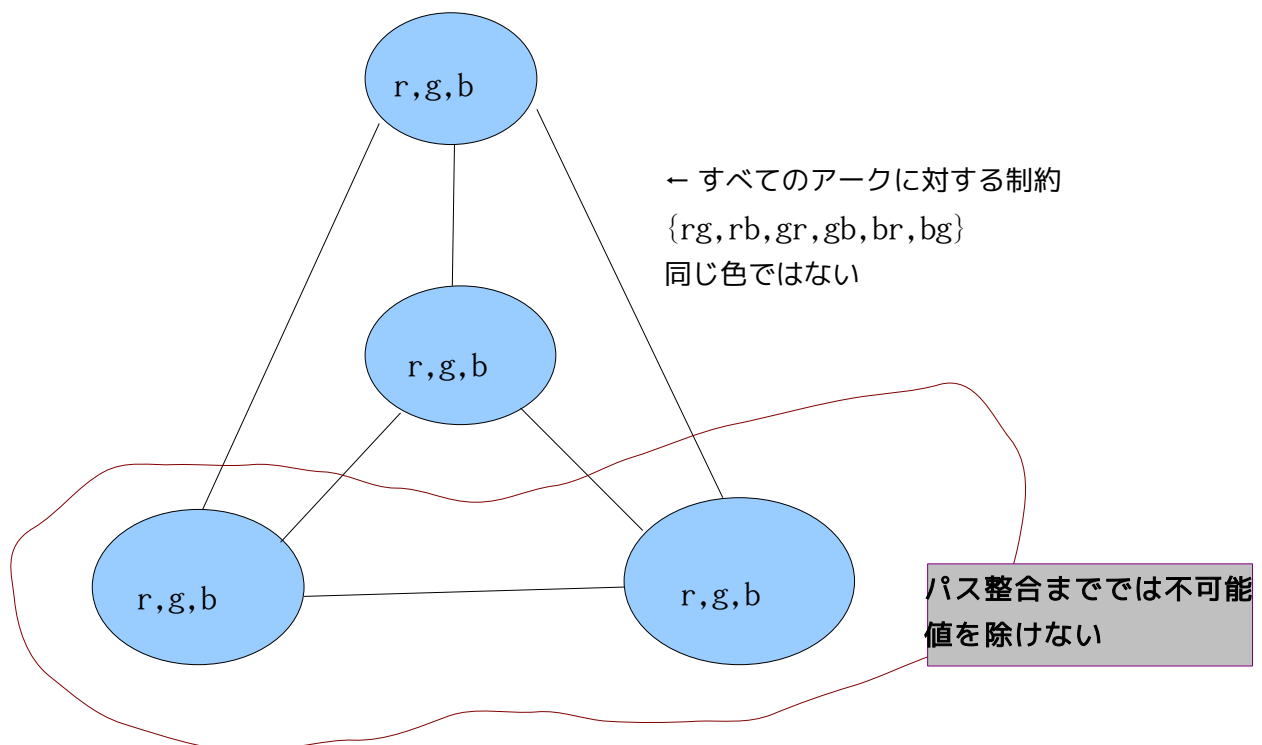 r,g,b
← すべてのアークに対する制約
{rg,rb,gr,gb,br,bg}
同じ色ではない
r,g,b
r,g,b
r,g,b
パス整合まででは不可能
値を除けない